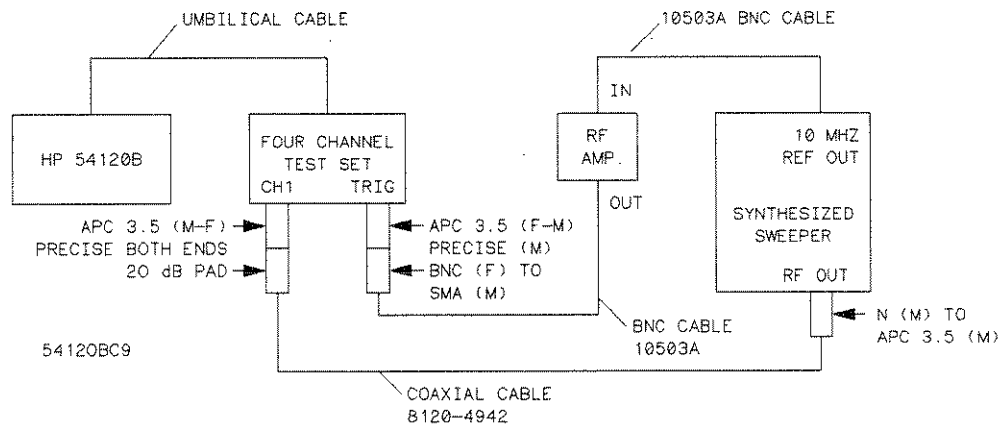 UMBILICAL CABLE
10503A BNC CABLE
IN
HP 54120B
FOUR CHANNEL
TEST SET
CH1 TRIG
RF
AMP.
OUT
10 MHZ
REF OUT
SYNTHESIZED
SWEEPER
RF OUT
APC 3.5 (M-F)
PRECISE BOTH ENDS
20 dB PAD
APC 3.5 (F-M)
PRECISE (M)
BNC (F) TO
SMA (M)
BNC CABLE
10503A
N (M) TO
APC 3.5 (M)
54120BC9
COAXIAL CABLE
8120-4942